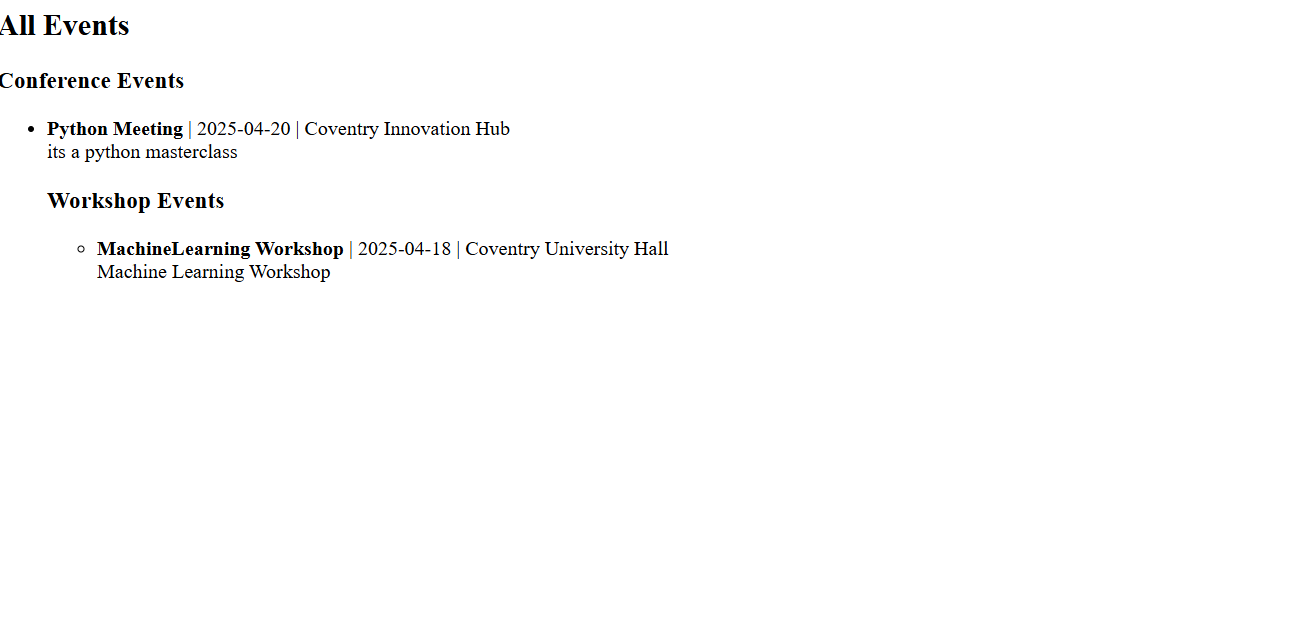 All Events
Conference Events
Python Meeting | 2025-04-20 | Coventry Innovation Hub
its a python masterclass
Workshop Events
MachineLearning Workshop | 2025-04-18 | Coventry University Hall
Machine Learning Workshop